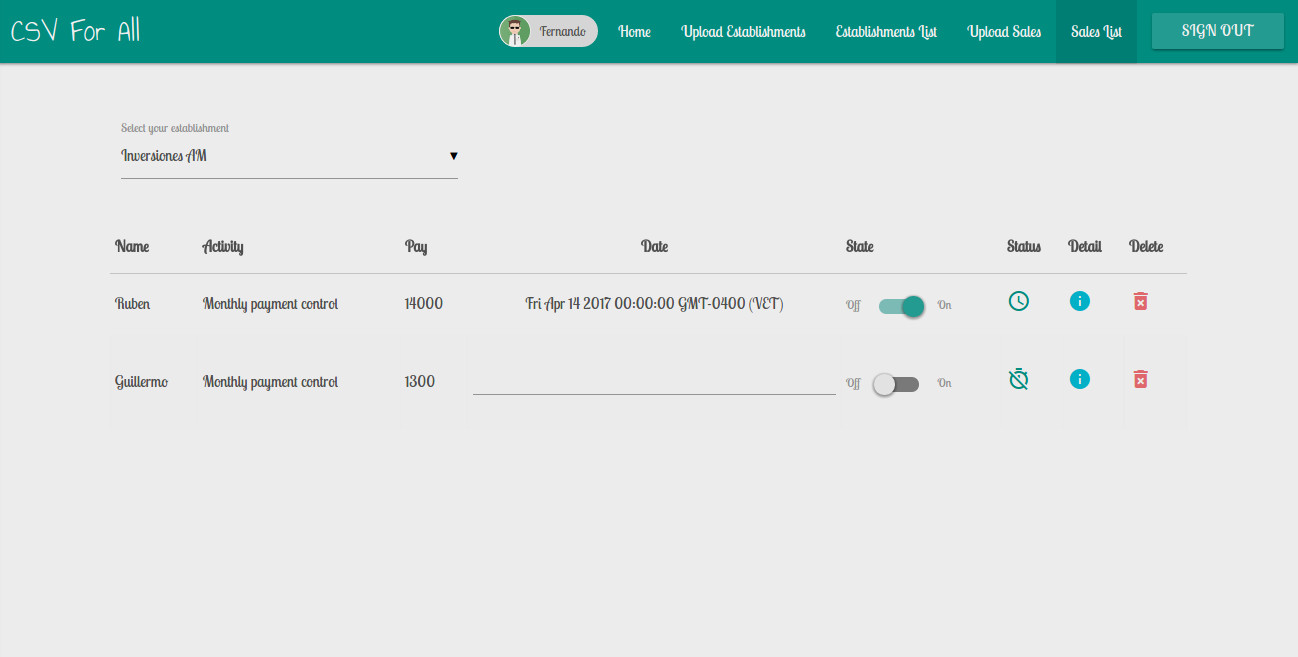 CSV For All
Fernando
Home
Upload Establishments
Establishments List
Upload Sales
Sales List
SIGN OUT
Select your establishment
Inversiones AM
Name Activity Pay Date State Status Detail Delete
Ruben Monthly payment control 14000 Fri Apr 14 2017 00:00:00 GMT-0400 (VET) Off On
Guillermo Monthly payment control 1300 Off On